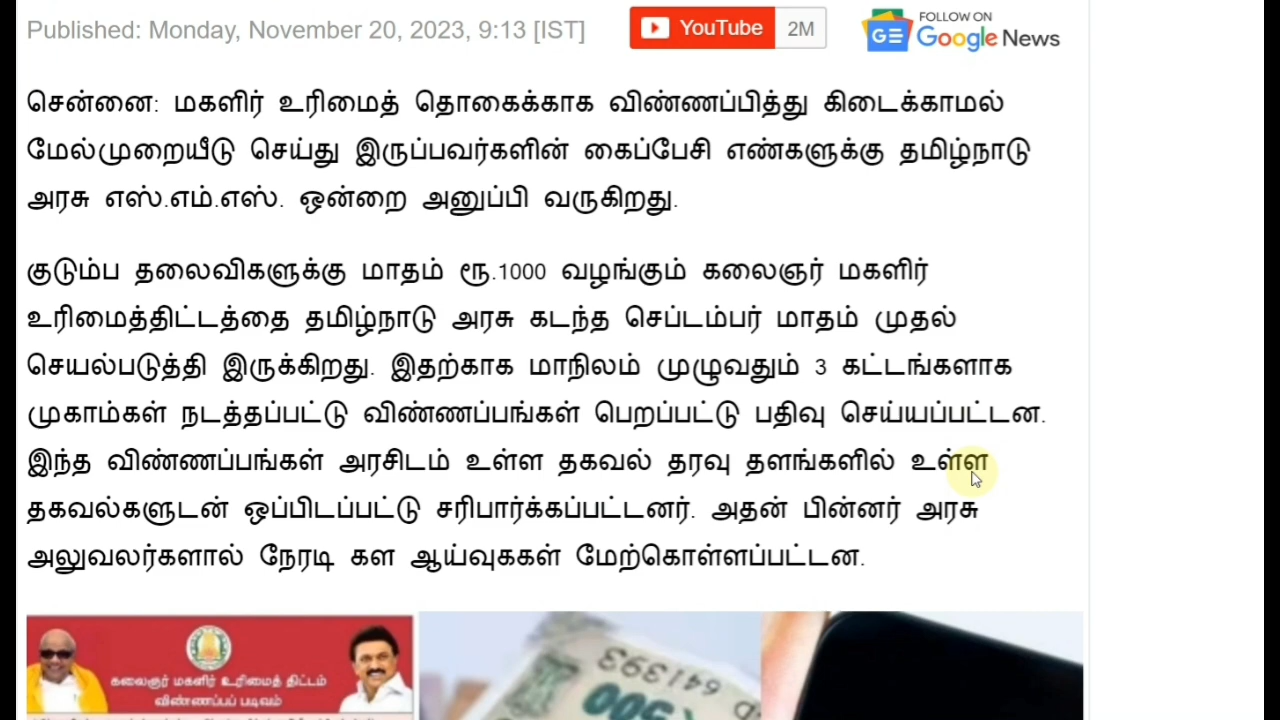 Published: Monday, November 20, 2023, 9:13 [IST]
YouTube 2M
FOLLOW ON
GE Google News
சென்னை: மகளிர் உரிமைத் தொகைக்காக விண்ணப்பித்து கிடைக்காமல்
மேல்முறையீடு செய்து இருப்பவர்களின் கைப்பேசி எண்களுக்கு தமிழ்நாடு
அரசு எஸ்.எம்.எஸ். ஒன்றை அனுப்பி வருகிறது.
குடும்ப தலைவிகளுக்கு மாதம் ரூ.1000 வழங்கும் கலைஞர் மகளிர்
உரிமைத்திட்டத்தை தமிழ்நாடு அரசு கடந்த செப்டம்பர் மாதம் முதல்
செயல்படுத்தி இருக்கிறது. இதற்காக மாநிலம் முழுவதும் 3 கட்டங்களாக
முகாம்கள் நடத்தப்பட்டு விண்ணப்பங்கள் பெறப்பட்டு பதிவு செய்யப்பட்டன.
இந்த விண்ணப்பங்கள் அரசிடம் உள்ள தகவல் தரவு தளங்களில் உள்ள
தகவல்களுடன் ஒப்பிடப்பட்டு சரிபார்க்கப்பட்டனர். அதன் பின்னர் அரசு
அலுவலர்களால் நேரடி கள ஆய்வுககள் மேற்கொள்ளப்பட்டன.
கலைஞர் மகளிர் உரிமைத் திட்டம்
விண்ணப்பப் படிவம்
641393
500